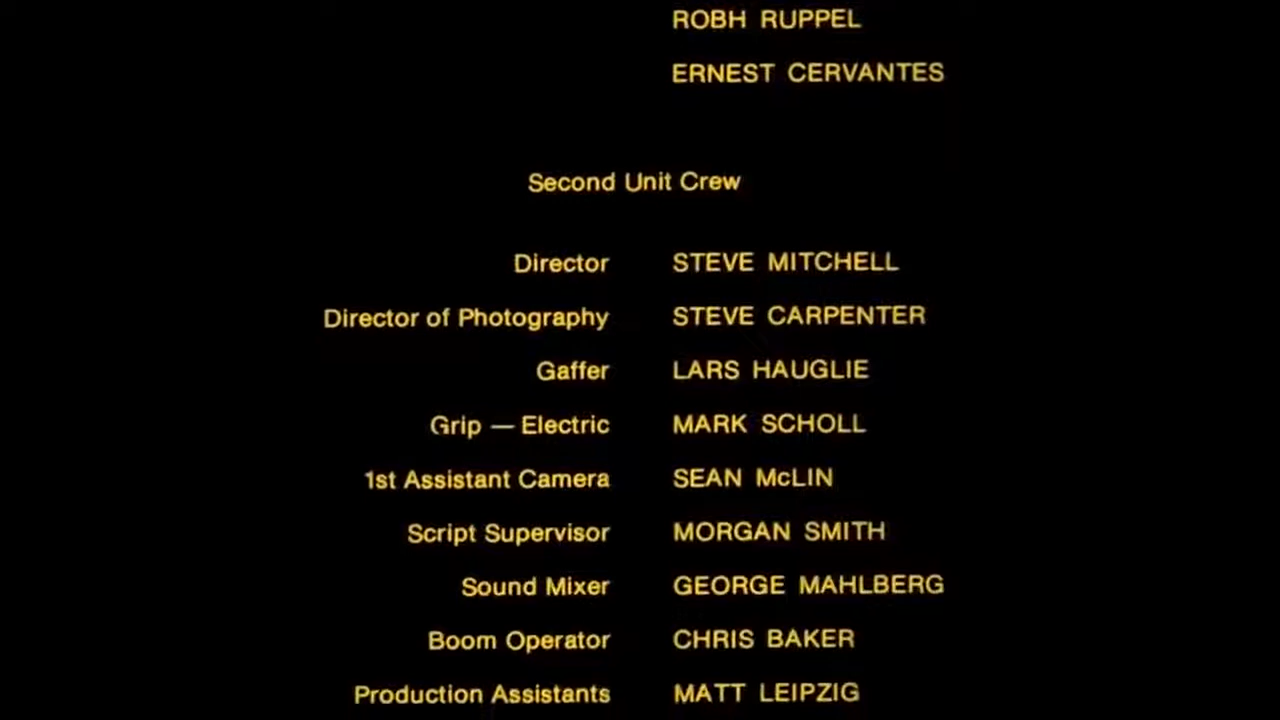 ROBH RUPPEL
ERNEST CERVANTES
Second Unit Crew
Director STEVE MITCHELL
Director of Photography STEVE CARPENTER
Gaffer LARS HAUGLIE
Grip — Electric MARK SCHOLL
1st Assistant Camera SEAN McLIN
Script Supervisor MORGAN SMITH
Sound Mixer GEORGE MAHLBERG
Boom Operator CHRIS BAKER
Production Assistants MATT LEIPZIG